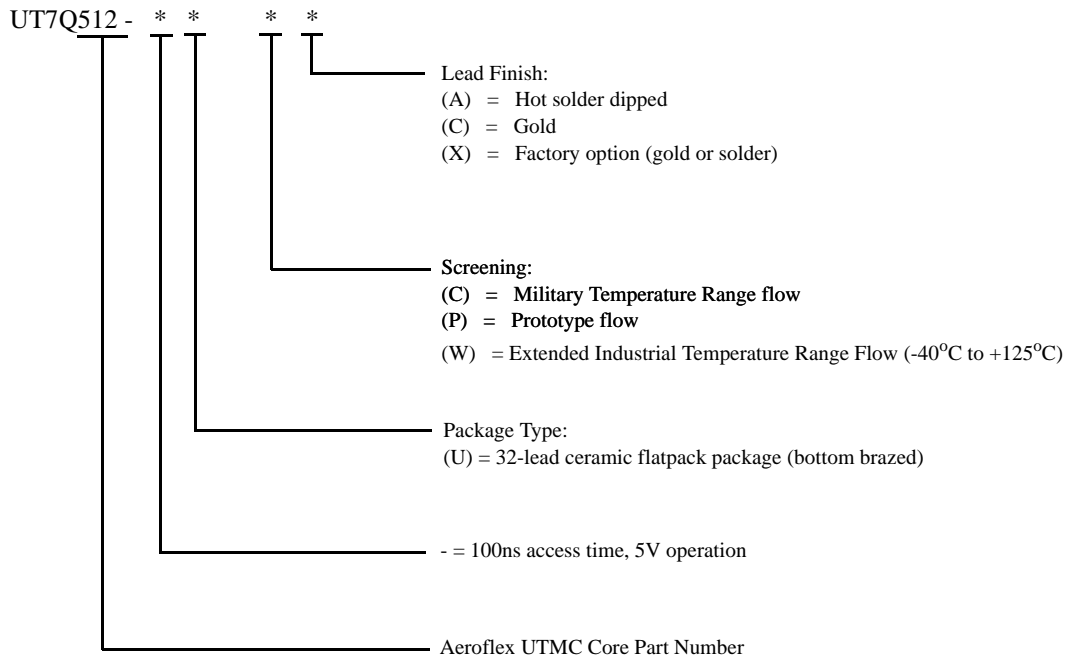 UT7Q512 - * * * *
Lead Finish:
(A) = Hot solder dipped
(C) = Gold
(X) = Factory option (gold or solder)
Screening:
(C) = Military Temperature Range flow
(P) = Prototype flow
(W) = Extended Industrial Temperature Range Flow (-40oC to +125oC)
Package Type:
(U) = 32-lead ceramic flatpack package (bottom brazed)
- = 100ns access time, 5V operation
Aeroflex UTMC Core Part Number